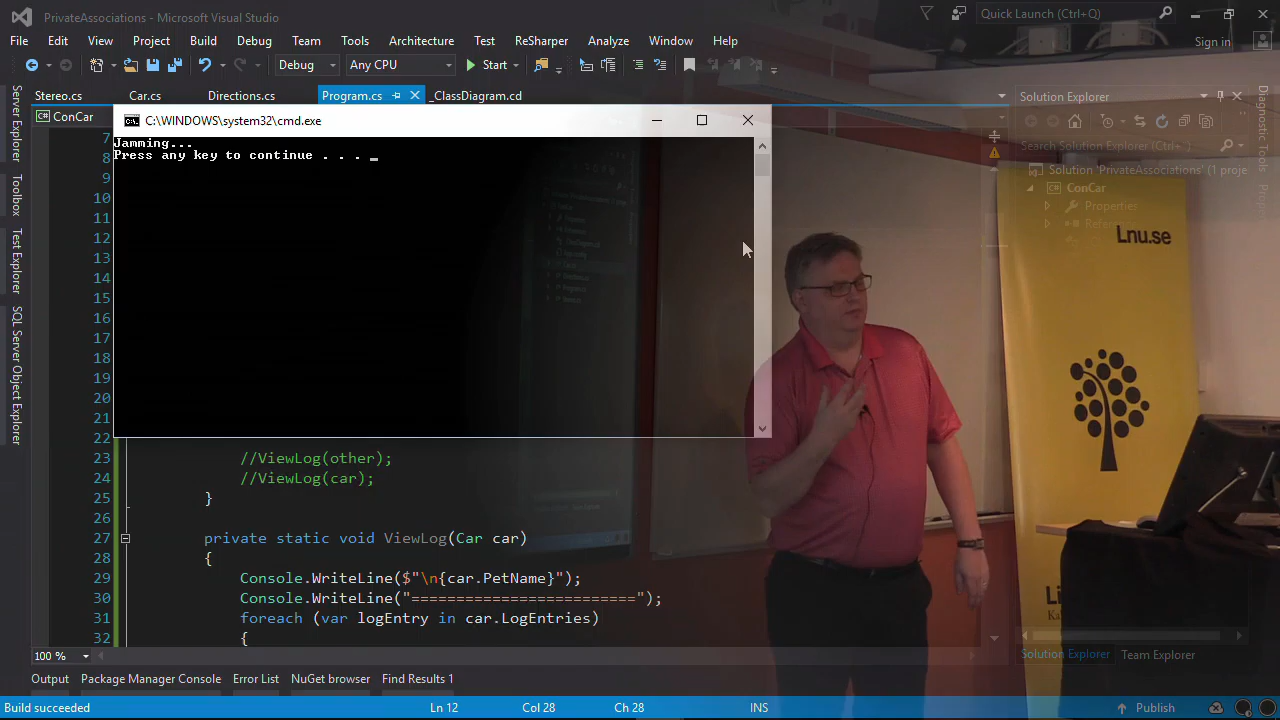 PrivateAssociations - Microsoft Visual Studio
Quick Launch (Ctrl+Q)
File Edit View Project Build Debug Team Tools Architecture Test ReSharper Analyze Window Help
Sign in
Debug Any CPU Start
Stereo.cs Car.cs Directions.cs Program.cs _ClassDiagram.cd
Solution Explorer
ConCar
C:\WINDOWS\system32\cmd.exe
Jamming...
Press any key to continue . . .
Search Solution Explorer (Ctrl+
Solution 'PrivateAssociations' (1 proje
ConCar
Properties
Lnu.se
Server Explorer
Toolbox
Test Explorer
SQL Server Object Explorer
Diagnostic Tools
7
8
9
10
11
12
13
14
15
16
17
18
19
20
21
22
23 //ViewLog(other);
24 //ViewLog(car);
25 }
26
27 private static void ViewLog(Car car)
28 {
29 Console.WriteLine($"\n{car.PetName}");
30 Console.WriteLine("=========================");
31 foreach (var logEntry in car.LogEntries)
32 {
100 %
Solution Explorer Team Explorer
Output Package Manager Console Error List NuGet browser Find Results 1
Build succeeded Ln 12 Col 28 Ch 28 INS Publish